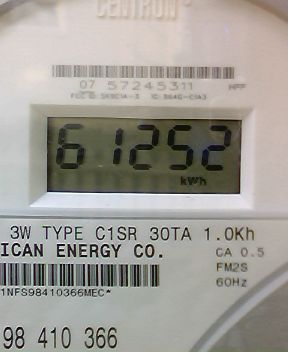 CENTRON
07 57245311
61252
kWh
3W TYPE C1SR 30TA 1.0Kh
ICAN ENERGY CO.
CA 0.5
FM2S
60Hz
1NFS98410366MEC*
98 410 366